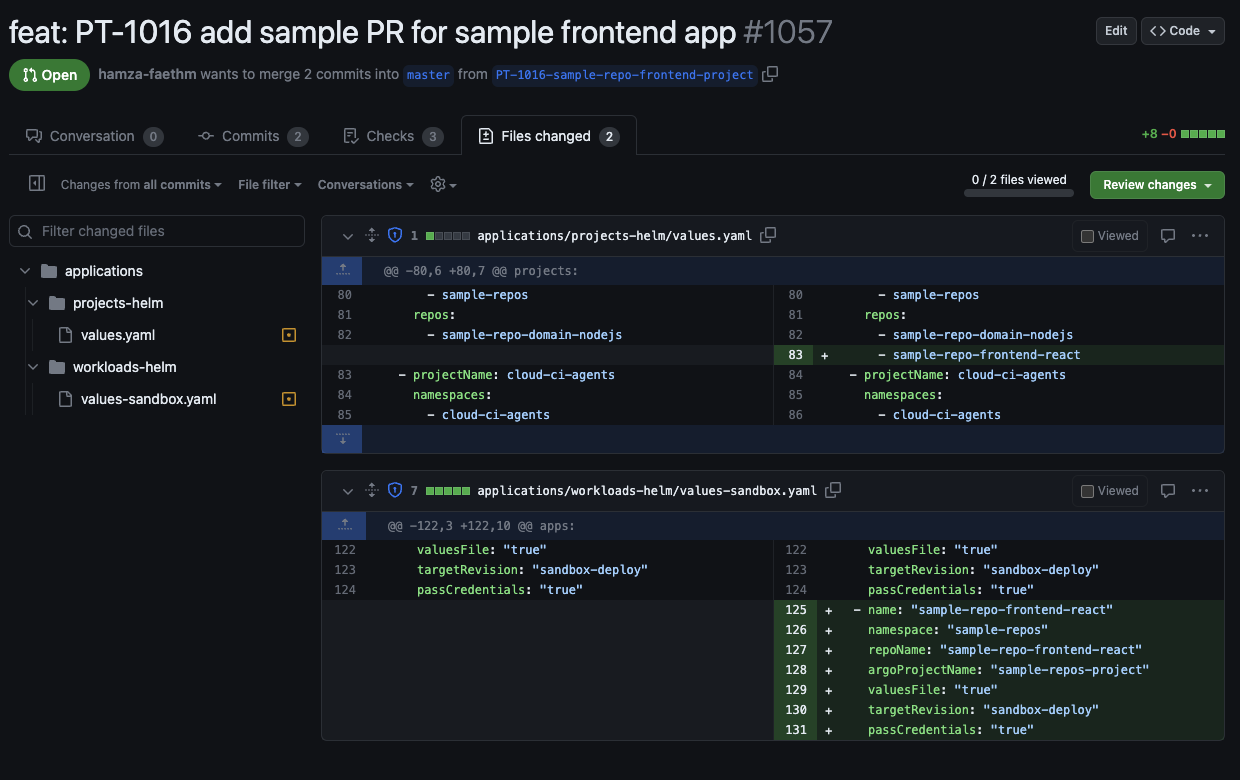 feat: PT-1016 add sample PR for sample frontend app #1057
Edit
<> Code
Open
hamza-faethm wants to merge 2 commits into master from PT-1016-sample-repo-frontend-project
Conversation 0
Commits 2
Checks 3
Files changed 2
+8 −0
Changes from all commits
File filter
Conversations
0 / 2 files viewed
Review changes
Filter changed files
applications
projects-helm
values.yaml
workloads-helm
values-sandbox.yaml
1 applications/projects-helm/values.yaml
Viewed
@@ -80,6 +80,7 @@ projects:
80 - sample-repos 80 - sample-repos
81 repos: 81 repos:
82 - sample-repo-domain-nodejs 82 - sample-repo-domain-nodejs
83 + - sample-repo-frontend-react
83 - projectName: cloud-ci-agents 84 - projectName: cloud-ci-agents
84 namespaces: 85 namespaces:
85 - cloud-ci-agents 86 - cloud-ci-agents
7 applications/workloads-helm/values-sandbox.yaml
Viewed
@@ -122,3 +122,10 @@ apps:
122 valuesFile: "true" 122 valuesFile: "true"
123 targetRevision: "sandbox-deploy" 123 targetRevision: "sandbox-deploy"
124 passCredentials: "true" 124 passCredentials: "true"
125 + - name: "sample-repo-frontend-react"
126 + namespace: "sample-repos"
127 + repoName: "sample-repo-frontend-react"
128 + argoProjectName: "sample-repos-project"
129 + valuesFile: "true"
130 + targetRevision: "sandbox-deploy"
131 + passCredentials: "true"